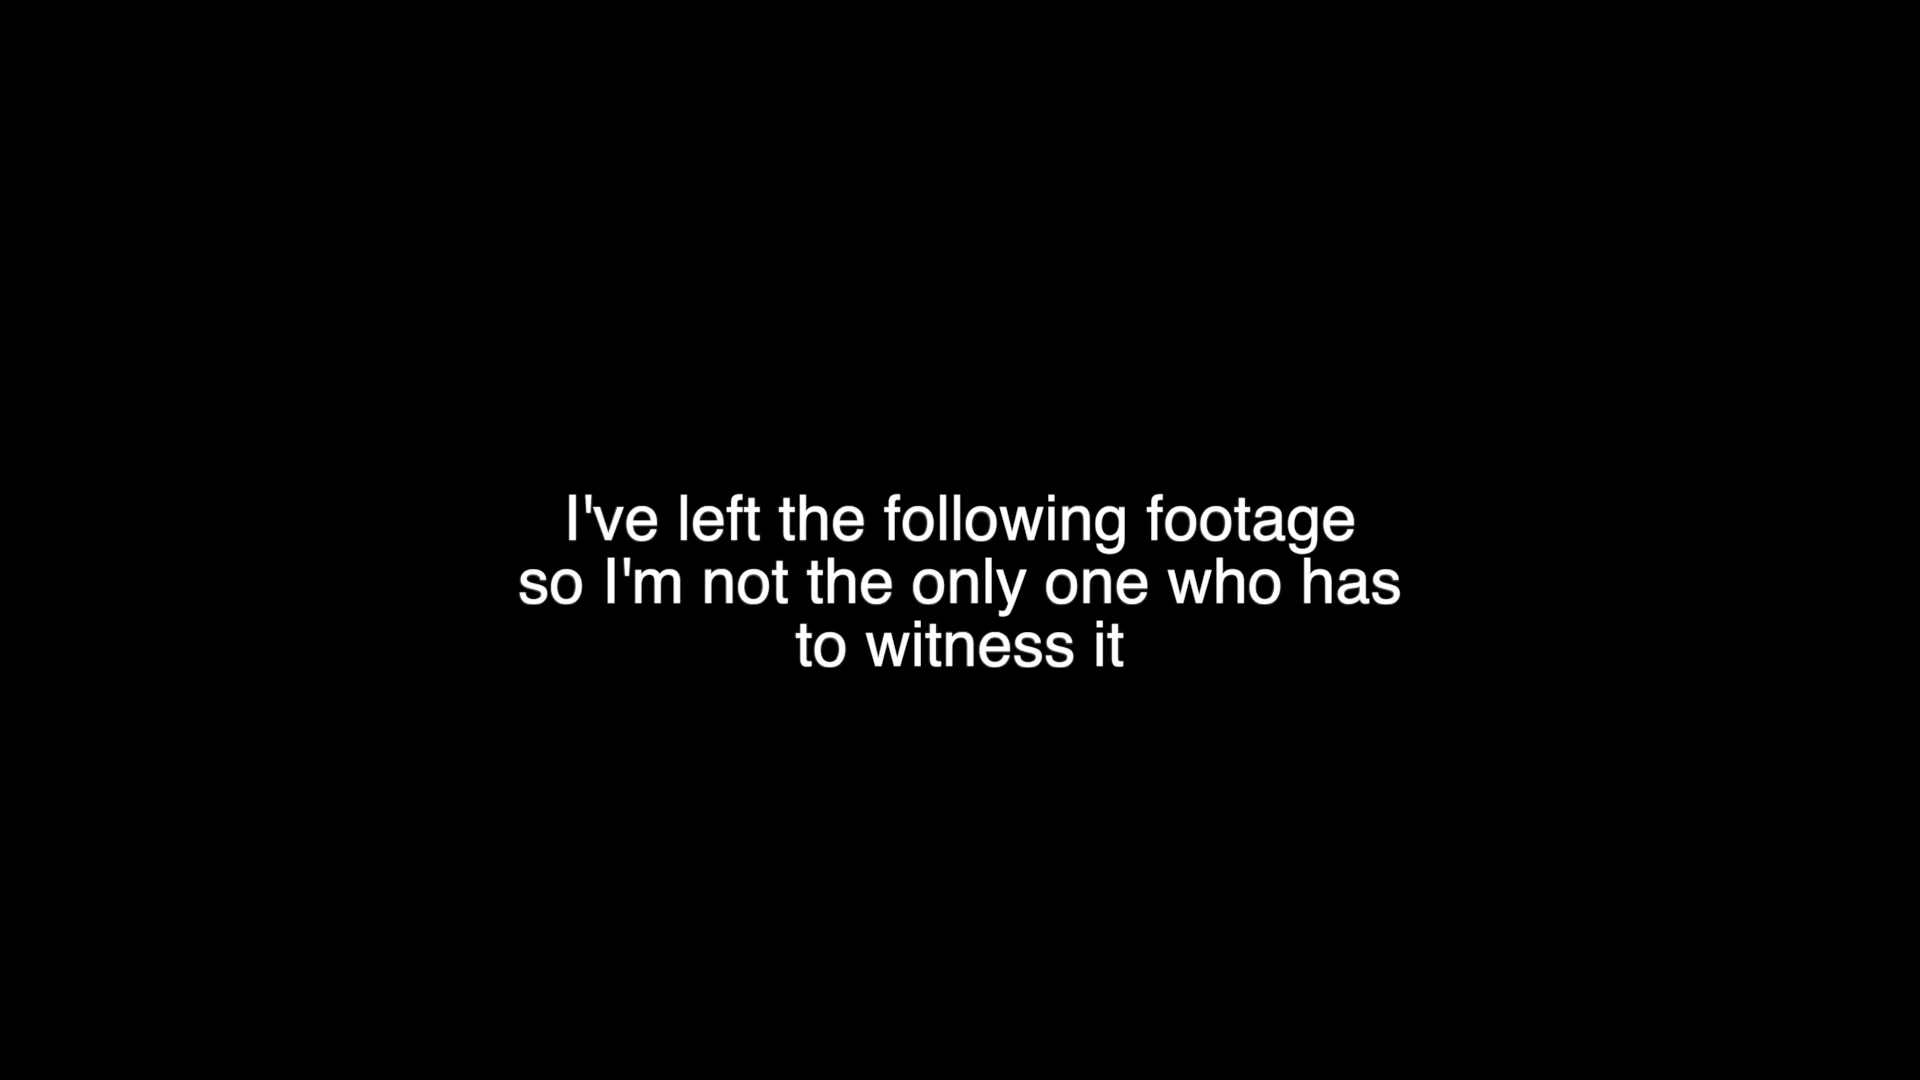 I've left the following footage
so I'm not the only one who has
to witness it